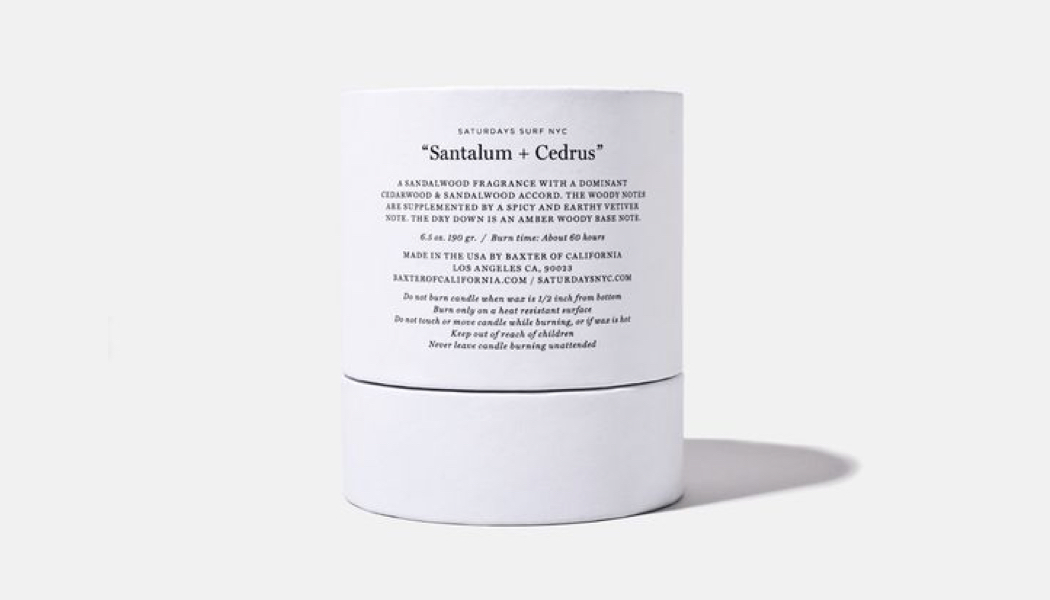 SATURDAYS SURF NYC
“Santalum + Cedrus”
A SANDALWOOD FRAGRANCE WITH A DOMINANT
CEDARWOOD & SANDALWOOD ACCORD. THE WOODY NOTES
ARE SUPPLEMENTED BY A SPICY AND EARTHY VETIVER
NOTE. THE DRY DOWN IS AN AMBER WOODY BASE NOTE.
6.5 oz. 190 gr. / Burn time: About 60 hours
MADE IN THE USA BY BAXTER OF CALIFORNIA
LOS ANGELES CA, 90023
BAXTEROFCALIFORNIA.COM / SATURDAYSNYC.COM
Do not burn candle when wax is 1/2 inch from bottom
Burn only on a heat resistant surface
Do not touch or move candle while burning, or if wax is hot
Keep out of reach of children
Never leave candle burning unattended